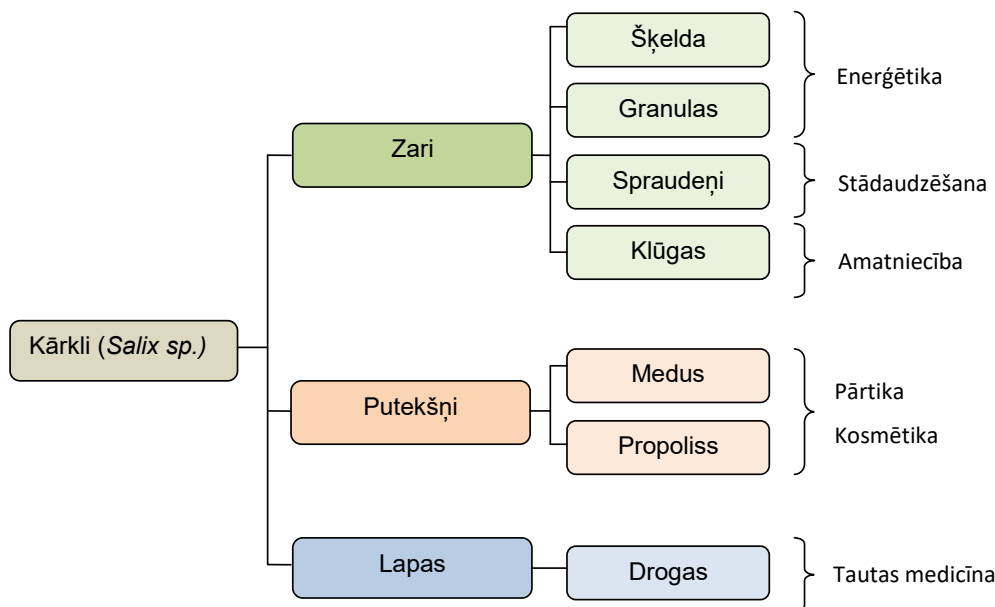 Šķelda
Enerģētika
Granulas
Zari
Spraudeņi
Stādaudzēšana
Klūgas
Amatniecība
Kārkli (Salix sp.)
Medus
Putekšņi
Pārtika
Kosmētika
Propoliss
Lapas
Drogas
Tautas medicīna